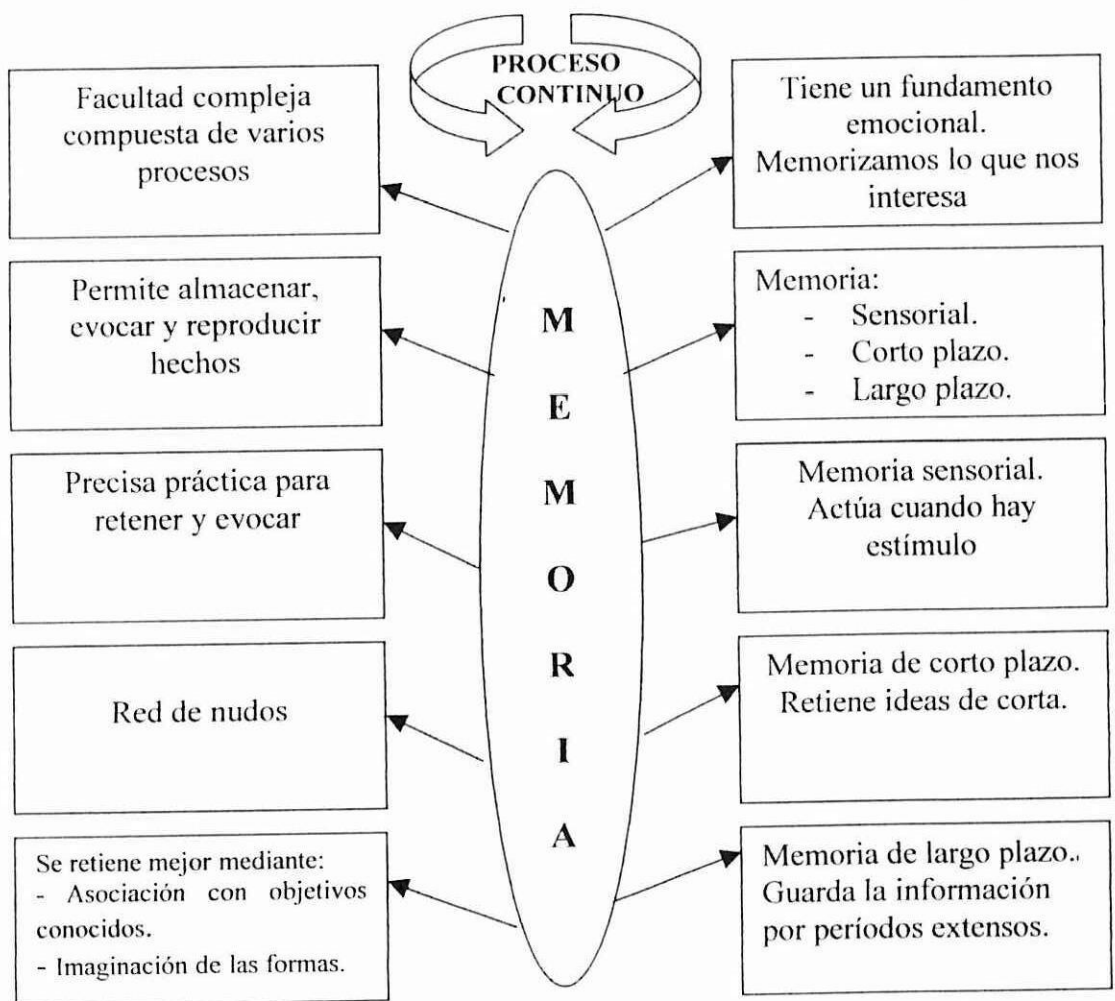 PROCESO
CONTINUO
Facultad compleja
compuesta de varios
procesos
Permite almacenar,
evocar y reproducir
hechos
Precisa práctica para
retener y evocar
Red de nudos
Se retiene mejor mediante:
- Asociación con objetivos
conocidos.
- Imaginación de las formas.
M
E
M
O
R
I
A
Tiene un fundamento
emocional.
Memorizamos lo que nos
interesa
Memoria:
- Sensorial.
- Corto plazo.
- Largo plazo.
Memoria sensorial.
Actúa cuando hay
estímulo
Memoria de corto plazo.
Retiene ideas de corta.
Memoria de largo plazo.
Guarda la información
por períodos extensos.